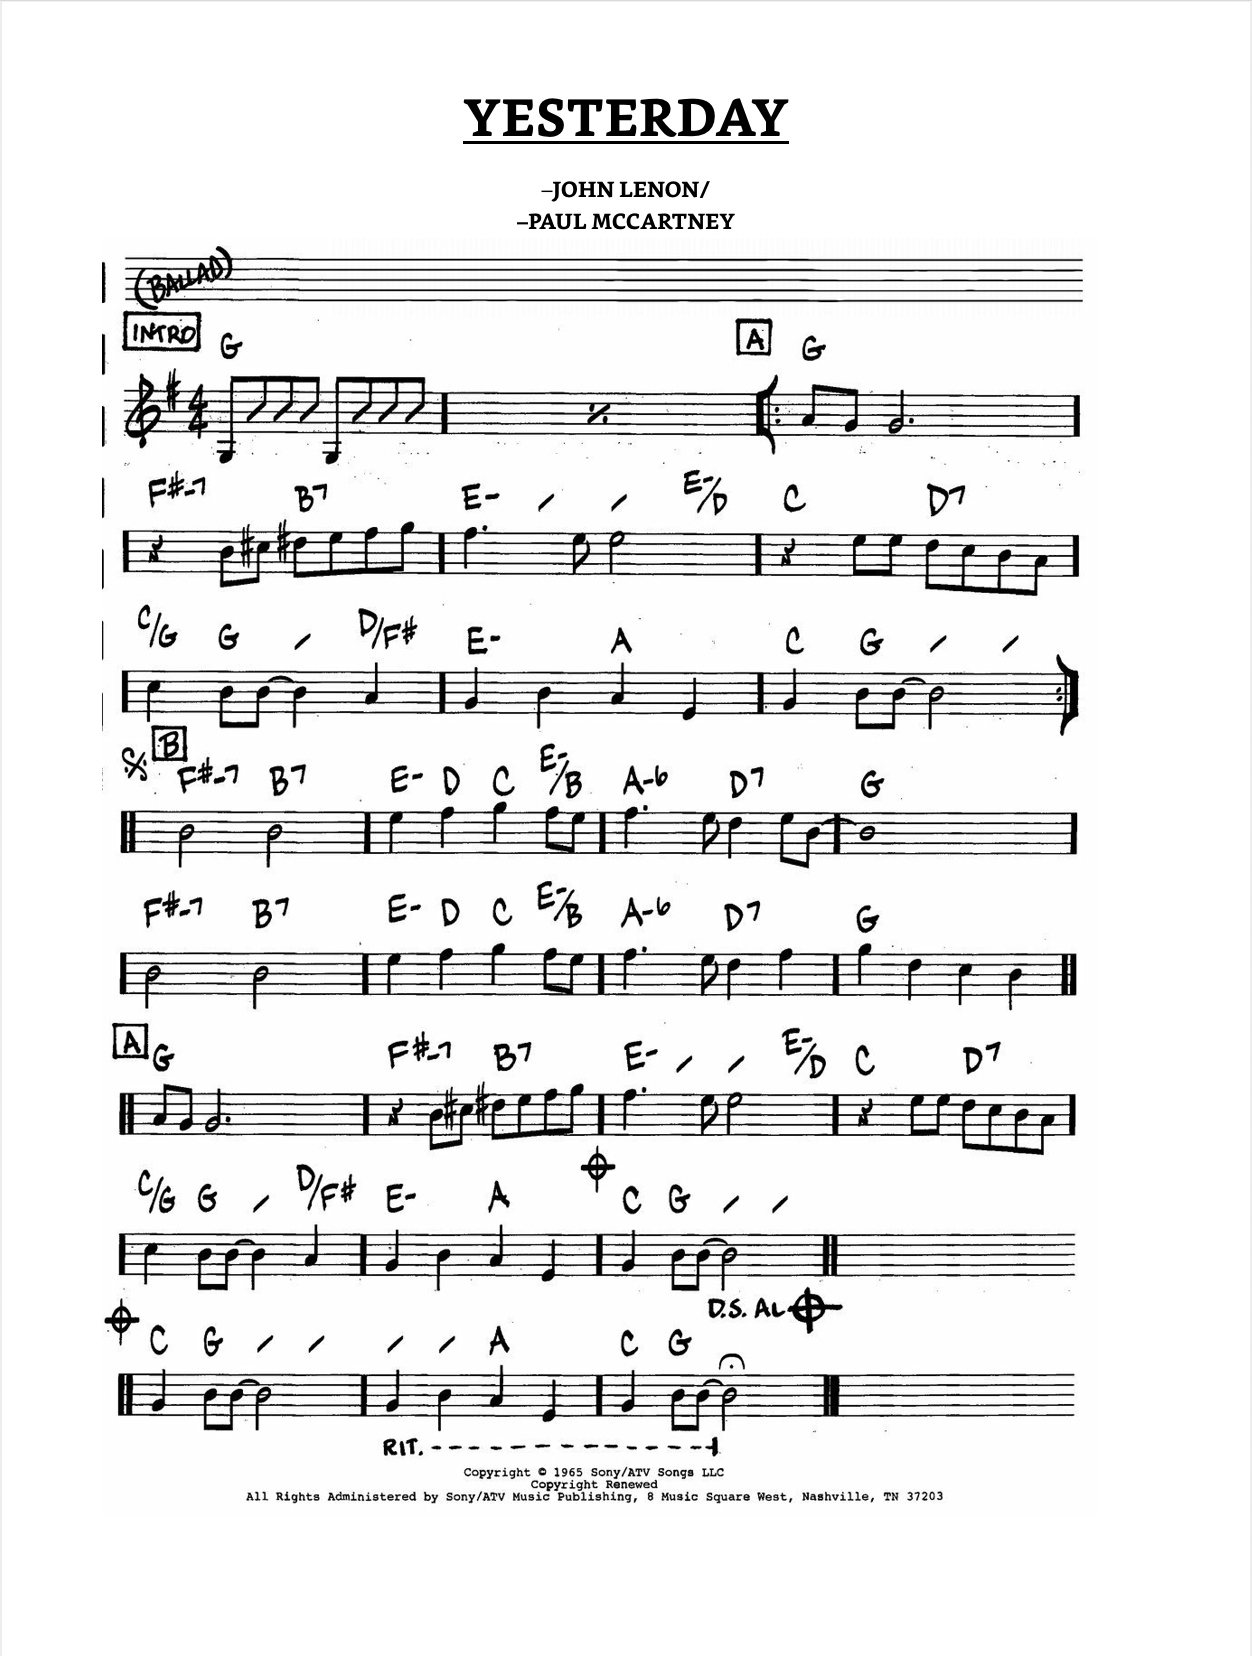 YESTERDAY
–JOHN LENON/
–PAUL MCCARTNEY
(BALLAD)
INTRO G A G
4/4
F#-7 B7 E- / / E-/D C D7
C/G G / D/F# E- A C G / /
B
F#-7 B7 E- D C E-/B A-6 D7 G
F#-7 B7 E- D C E-/B A-6 D7 G
A G F#-7 B7 E- / / E-/D C D7
C/G G / D/F# E- A C G / /
D.S. AL
C G / / / / A C G
RIT.
Copyright © 1965 Sony/ATV Songs LLC
Copyright Renewed
All Rights Administered by Sony/ATV Music Publishing, 8 Music Square West, Nashville, TN 37203